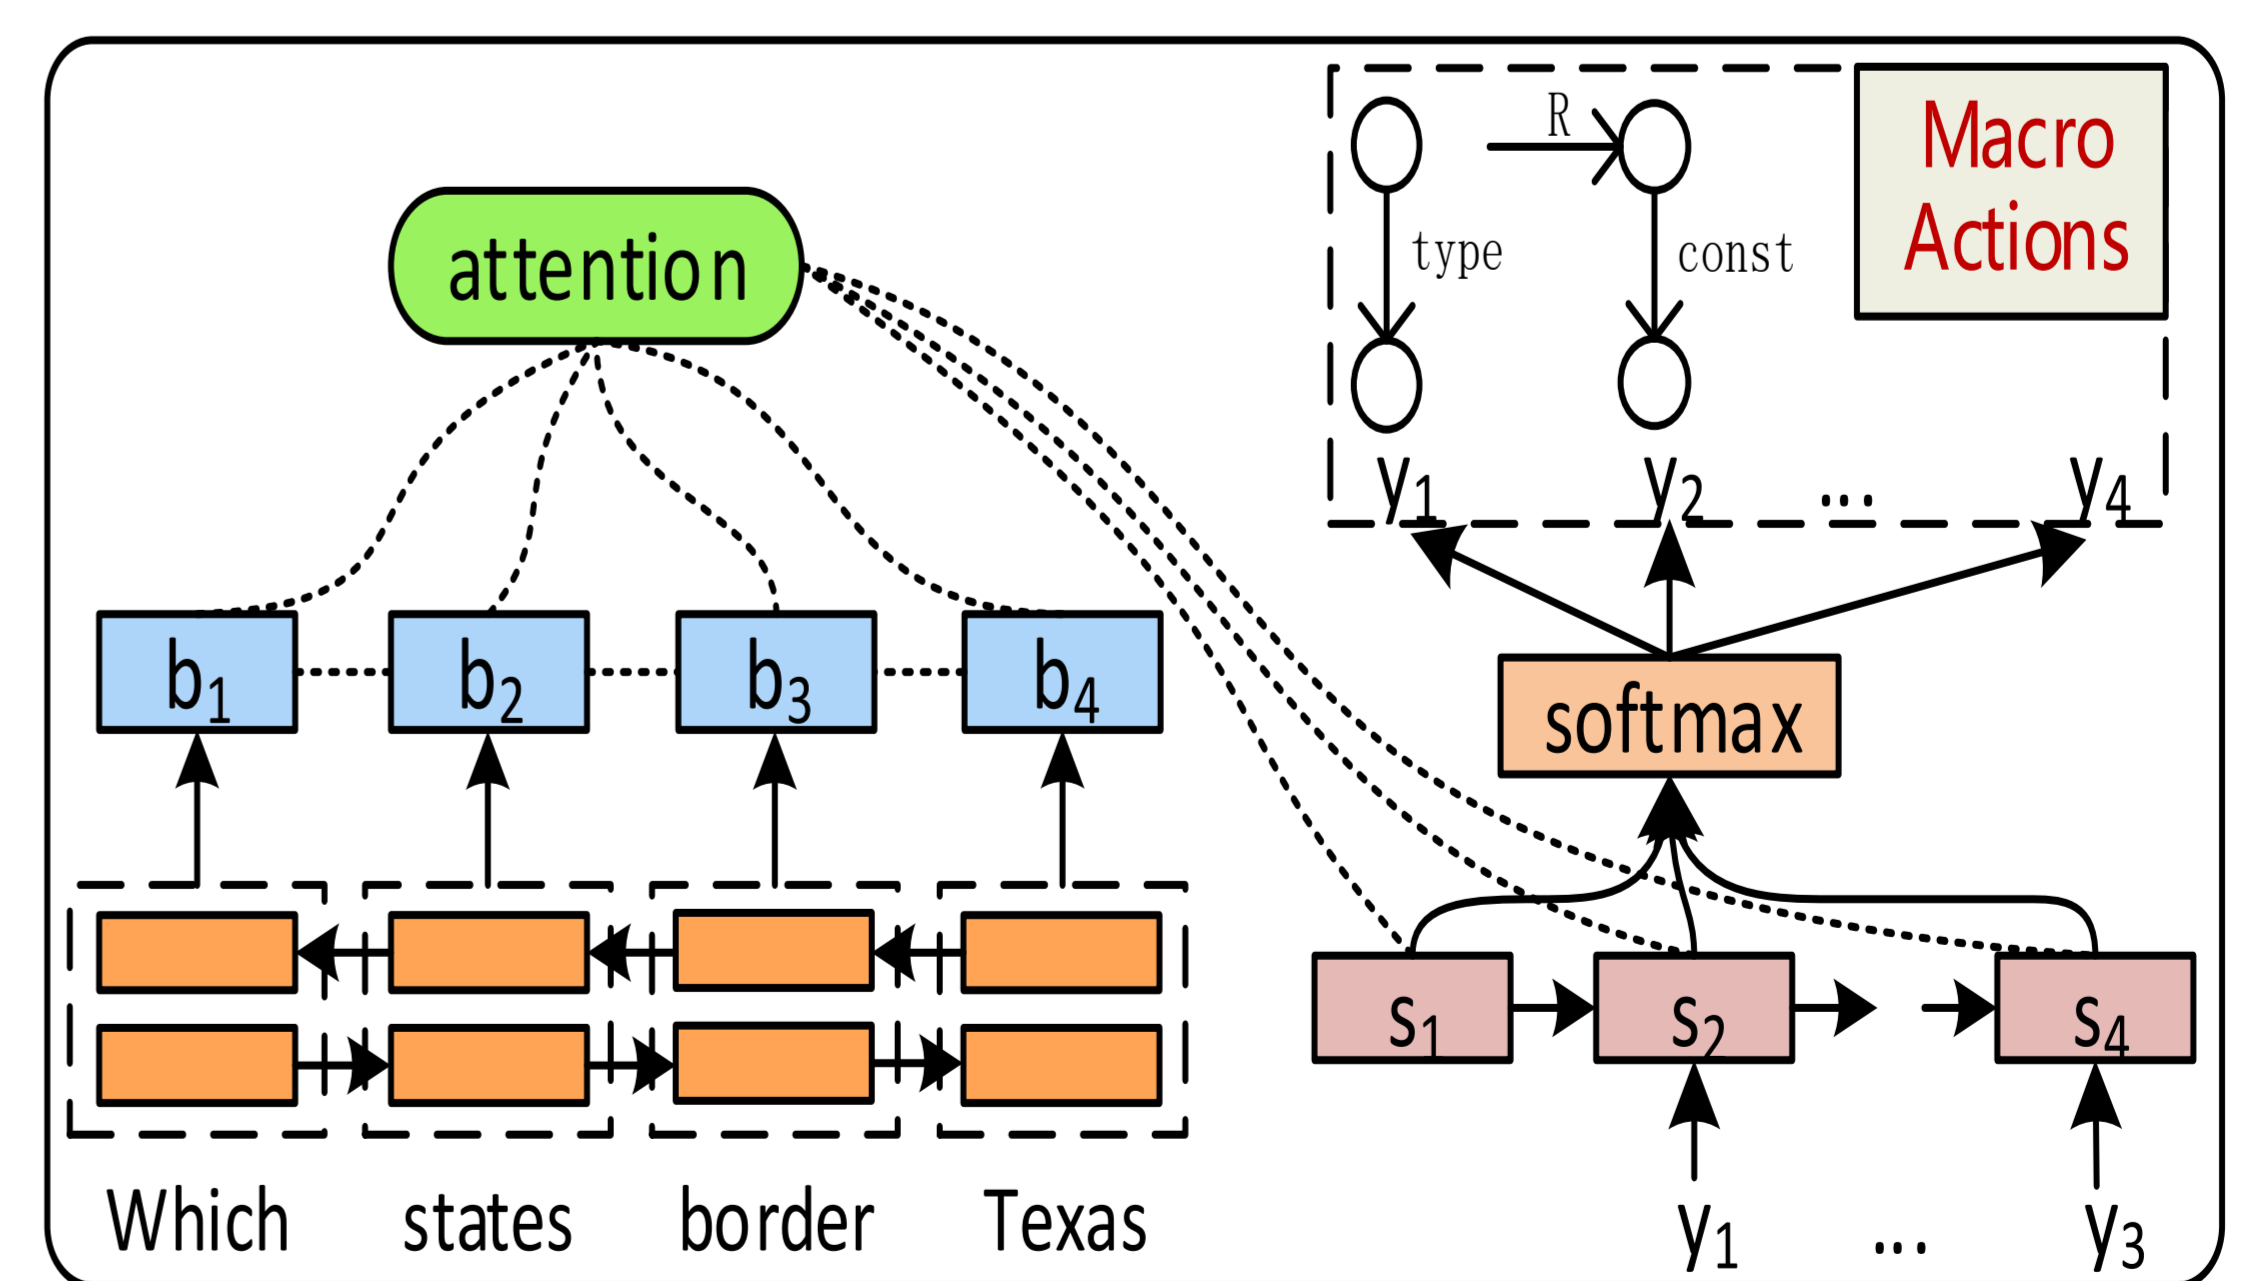 R
Macro
Actions
type
const
attention
y1
y2
...
y4
b1
b2
b3
b4
softmax
s1
s2
s4
Which
states
border
Texas
y1
...
y3